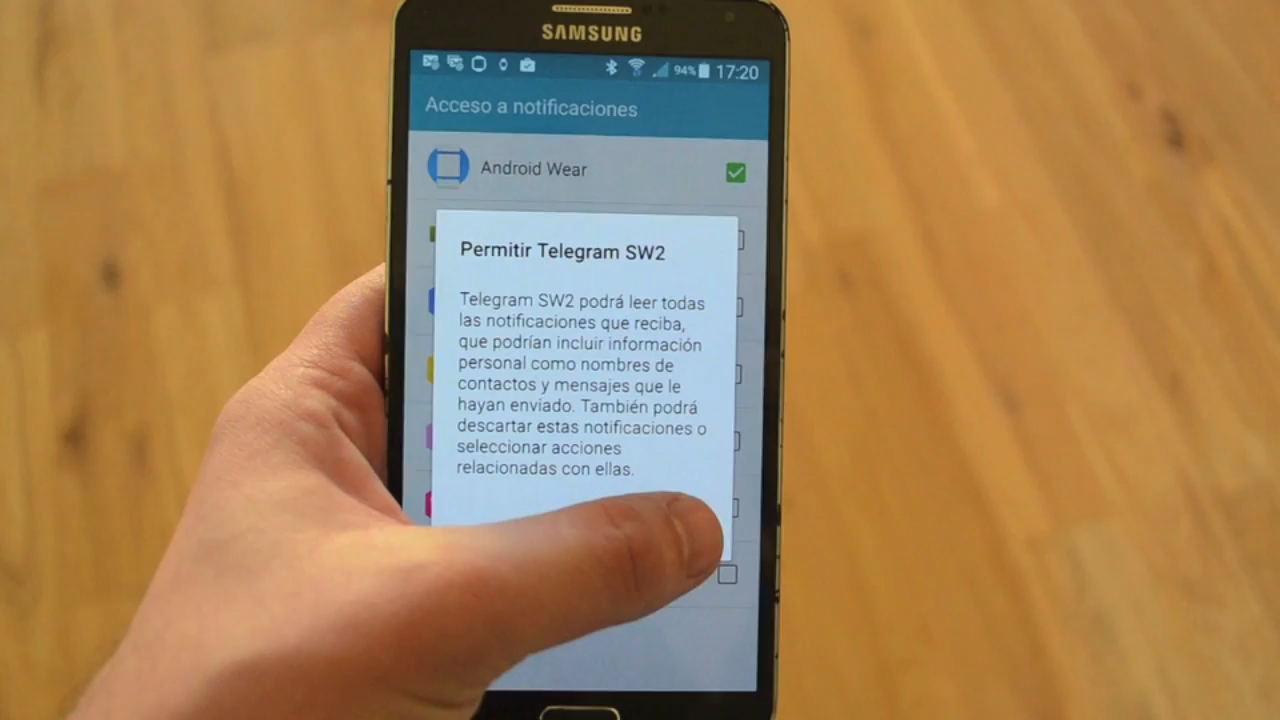 SAMSUNG
94% 17:20
Acceso a notificaciones
Android Wear
Permitir Telegram SW2
Telegram SW2 podrá leer todas
las notificaciones que reciba,
que podrían incluir información
personal como nombres de
contactos y mensajes que le
hayan enviado. También podrá
descartar estas notificaciones o
seleccionar acciones
relacionadas con ellas.